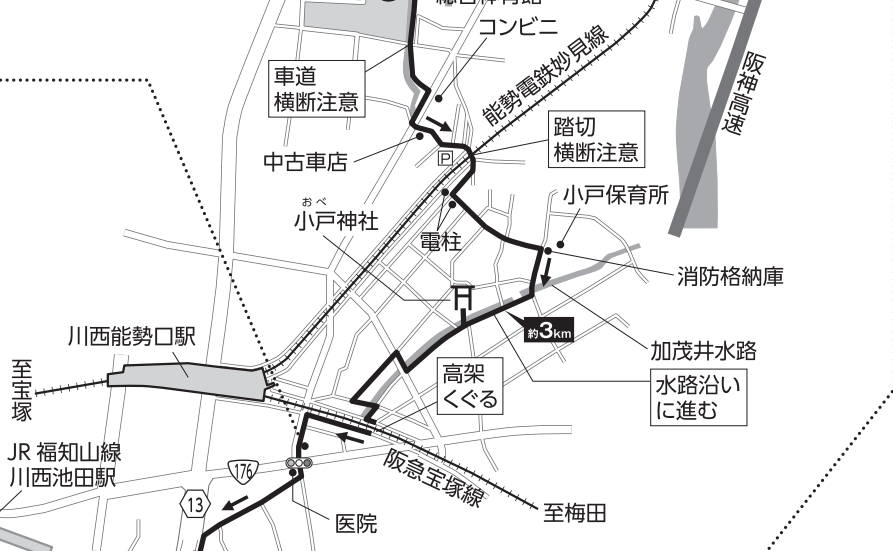 総合体育館
コンビニ
車道
横断注意
能勢電鉄妙見線
阪神高速
踏切
横断注意
中古車店
P
小戸保育所
おべ
小戸神社
電柱
消防格納庫
約3km
川西能勢口駅
加茂井水路
至宝塚
高架
くぐる
水路沿い
に進む
JR 福知山線
川西池田駅
176
阪急宝塚線
13
至梅田
医院